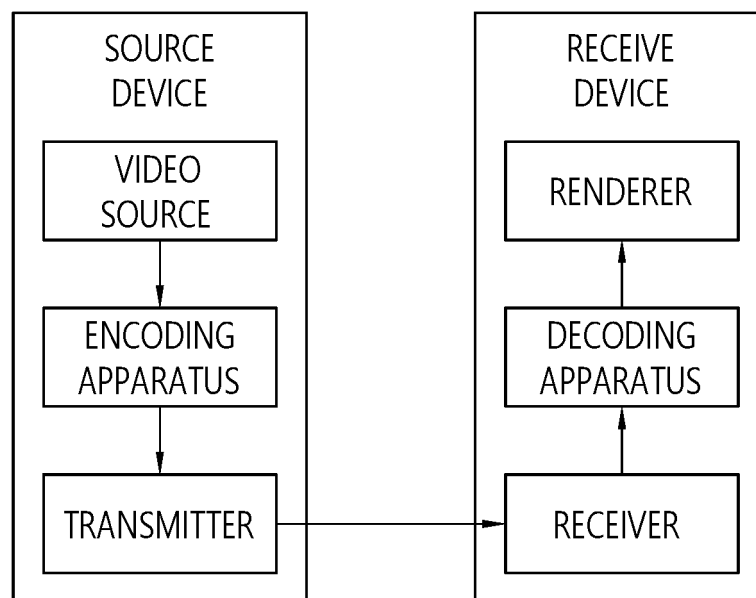 SOURCE
DEVICE
VIDEO
SOURCE
ENCODING
APPARATUS
TRANSMITTER
RECEIVE
DEVICE
RENDERER
DECODING
APPARATUS
RECEIVER